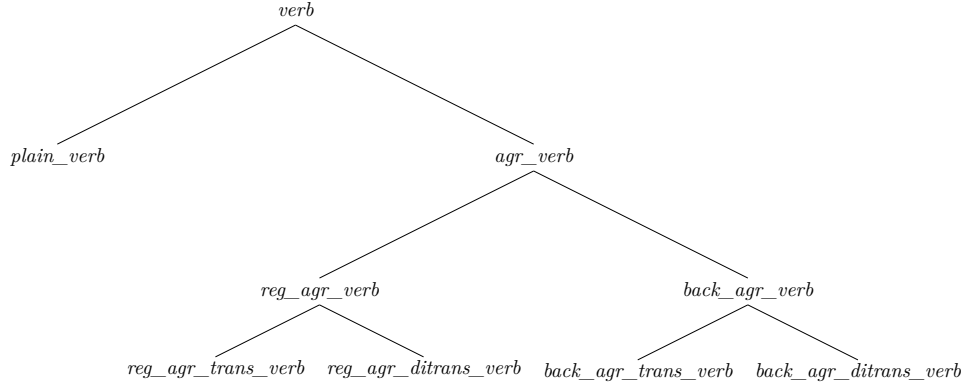 verb
plain_verb agr_verb
reg_agr_verb back_agr_verb
reg_agr_trans_verb reg_agr_ditrans_verb back_agr_trans_verb back_agr_ditrans_verb